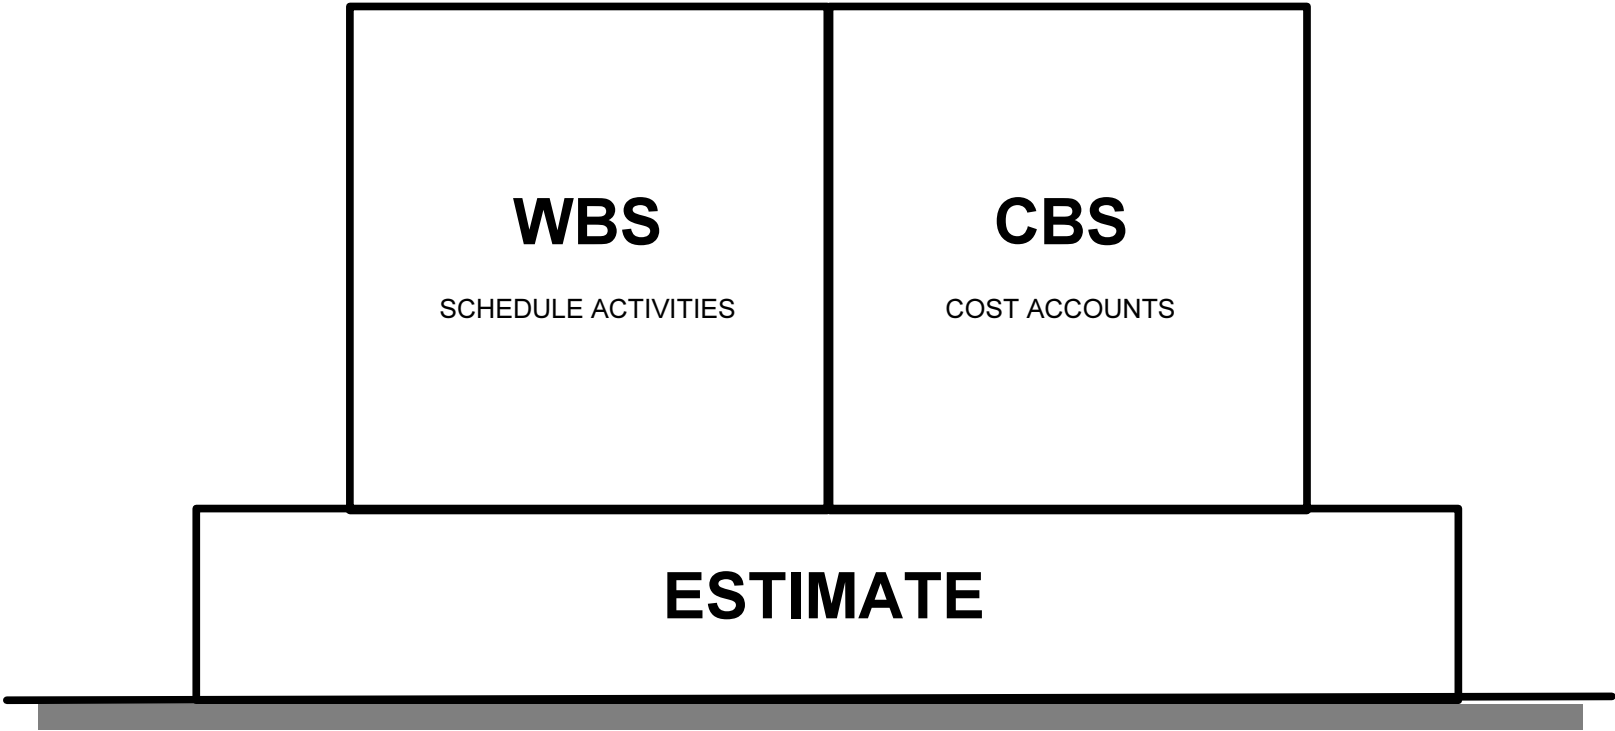 WBS
SCHEDULE ACTIVITIES
CBS
COST ACCOUNTS
ESTIMATE